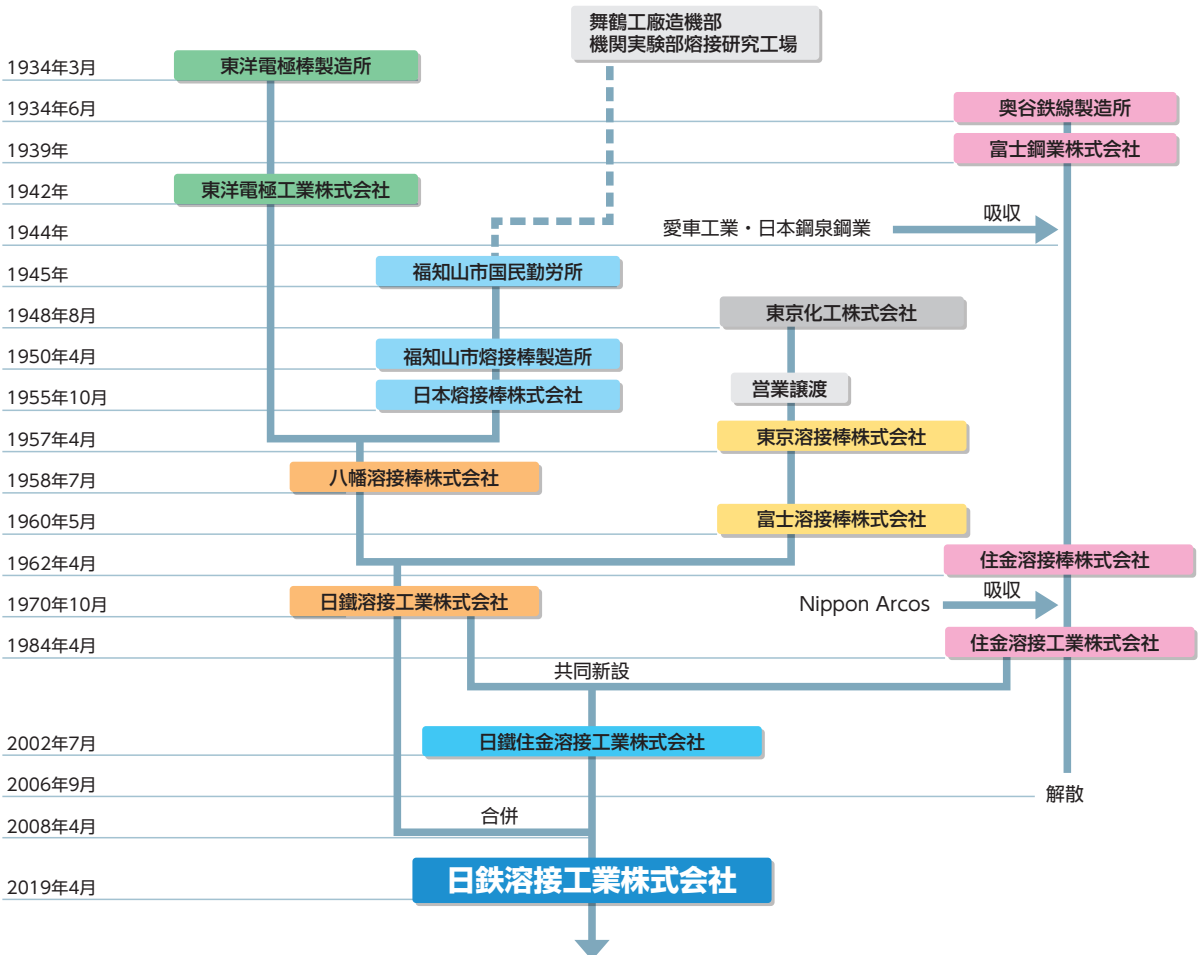 舞鶴工廠造機部
機関実験部熔接研究工場
1934年3月
東洋電極棒製造所
1934年6月
奥谷鉄線製造所
1939年
富士鋼業株式会社
1942年
東洋電極工業株式会社
1944年
愛車工業・日本鋼泉鋼業
吸収
1945年
福知山市国民勤労所
1948年8月
東京化工株式会社
1950年4月
福知山市熔接棒製造所
1955年10月
日本熔接棒株式会社
営業譲渡
1957年4月
東京溶接棒株式会社
1958年7月
八幡溶接棒株式会社
1960年5月
富士溶接棒株式会社
1962年4月
住金溶接棒株式会社
1970年10月
日鐵溶接工業株式会社
Nippon Arcos
吸収
1984年4月
住金溶接工業株式会社
共同新設
2002年7月
日鐵住金溶接工業株式会社
2006年9月
解散
2008年4月
合併
2019年4月
日鉄溶接工業株式会社